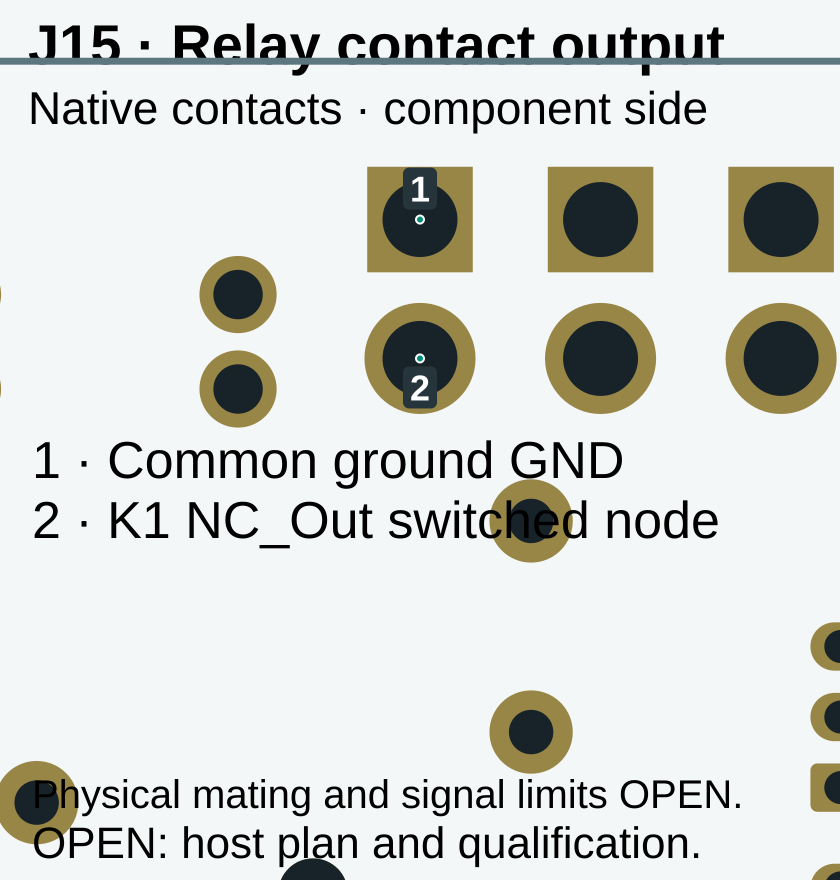 J15 · Relay contact output
Native contacts · component side
1
2
1 · Common ground GND
2 · K1 NC_Out switched node
Physical mating and signal limits OPEN.
OPEN: host plan and qualification.